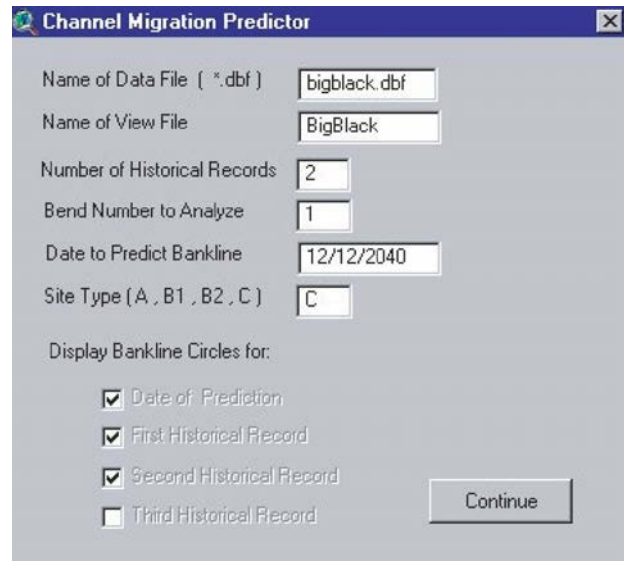 Channel Migration Predictor
Name of Data File ( *.dbf ) bigblack.dbf
Name of View File BigBlack
Number of Historical Records 2
Bend Number to Analyze 1
Date to Predict Bankline 12/12/2040
Site Type ( A , B1 , B2 , C ) C
Display Bankline Circles for:
Date of Prediction
First Historical Record
Second Historical Record
Third Historical Record
Continue